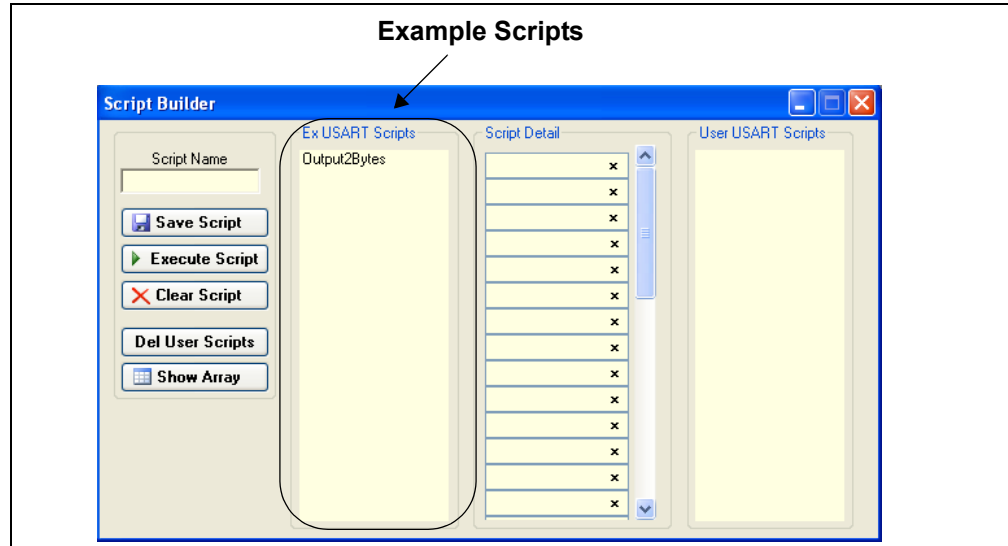 Example Scripts
Script Builder
Ex USART Scripts
Script Detail
User USART Scripts
Script Name
Output2Bytes
Save Script
Execute Script
Clear Script
Del User Scripts
Show Array
x
x
x
x
x
x
x
x
x
x
x
x
x
x